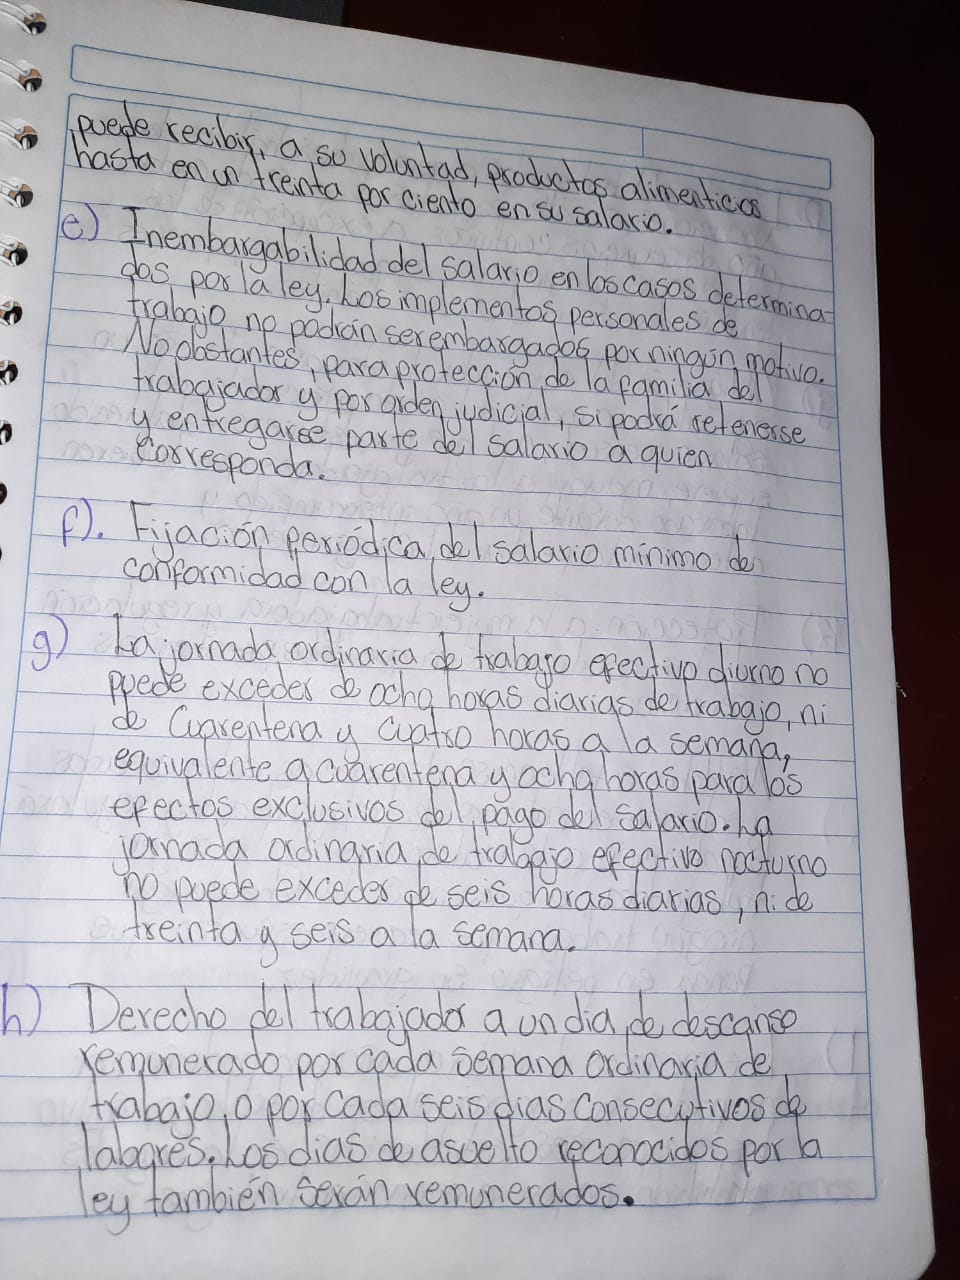 puede recibir, a su voluntad, productos alimenticios
hasta en un treinta por ciento en su salario.
e) Inembargabilidad del salario en los casos determina-
dos por la ley. Los implementos personales de
trabajo no podrán ser embargados por ningún motivo.
No obstantes, para protección de la familia del
trabajador y por orden judicial, si podrá retenerse
y entregarse parte del salario a quien
corresponda.
f). Fijación periódica del salario mínimo de
conformidad con la ley.
g) La jornada ordinaria de trabajo efectivo diurno no
puede exceder de ocho horas diarias de trabajo, ni
de cuarentena y cuatro horas a la semana,
equivalente a cuarentena y ocho horas para los
efectos exclusivos del pago del salario. La
jornada ordinaria de trabajo efectivo nocturno
no puede exceder de seis horas diarias, ni de
treinta y seis a la semana.
h) Derecho del trabajador a un dia de descanso
remunerado por cada semana ordinaria de
trabajo o por cada seis dias consecutivos de
labores. Los dias de asuelto reconocidos por la
ley también serán remunerados.